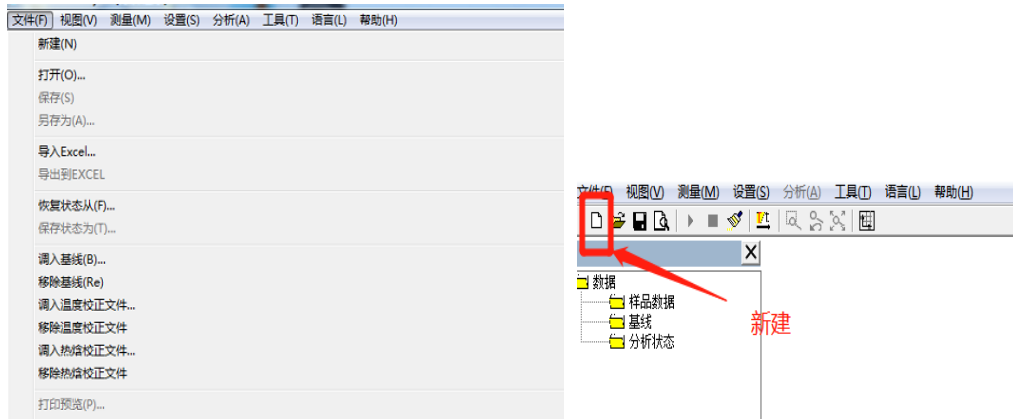 文件(F) 视图(V) 测量(M) 设置(S) 分析(A) 工具(T) 语言(L) 帮助(H)
新建(N)
打开(O)...
保存(S)
另存为(A)...
导入Excel...
导出到EXCEL
恢复状态从(F)...
保存状态为(T)...
调入基线(B)...
移除基线(Re)
调入温度校正文件...
移除温度校正文件
调入热焓校正文件...
移除热焓校正文件
打印预览(P)...
文件(F) 视图(V) 测量(M) 设置(S) 分析(A) 工具(T) 语言(L) 帮助(H)
数据
样品数据
基线
分析状态
新建